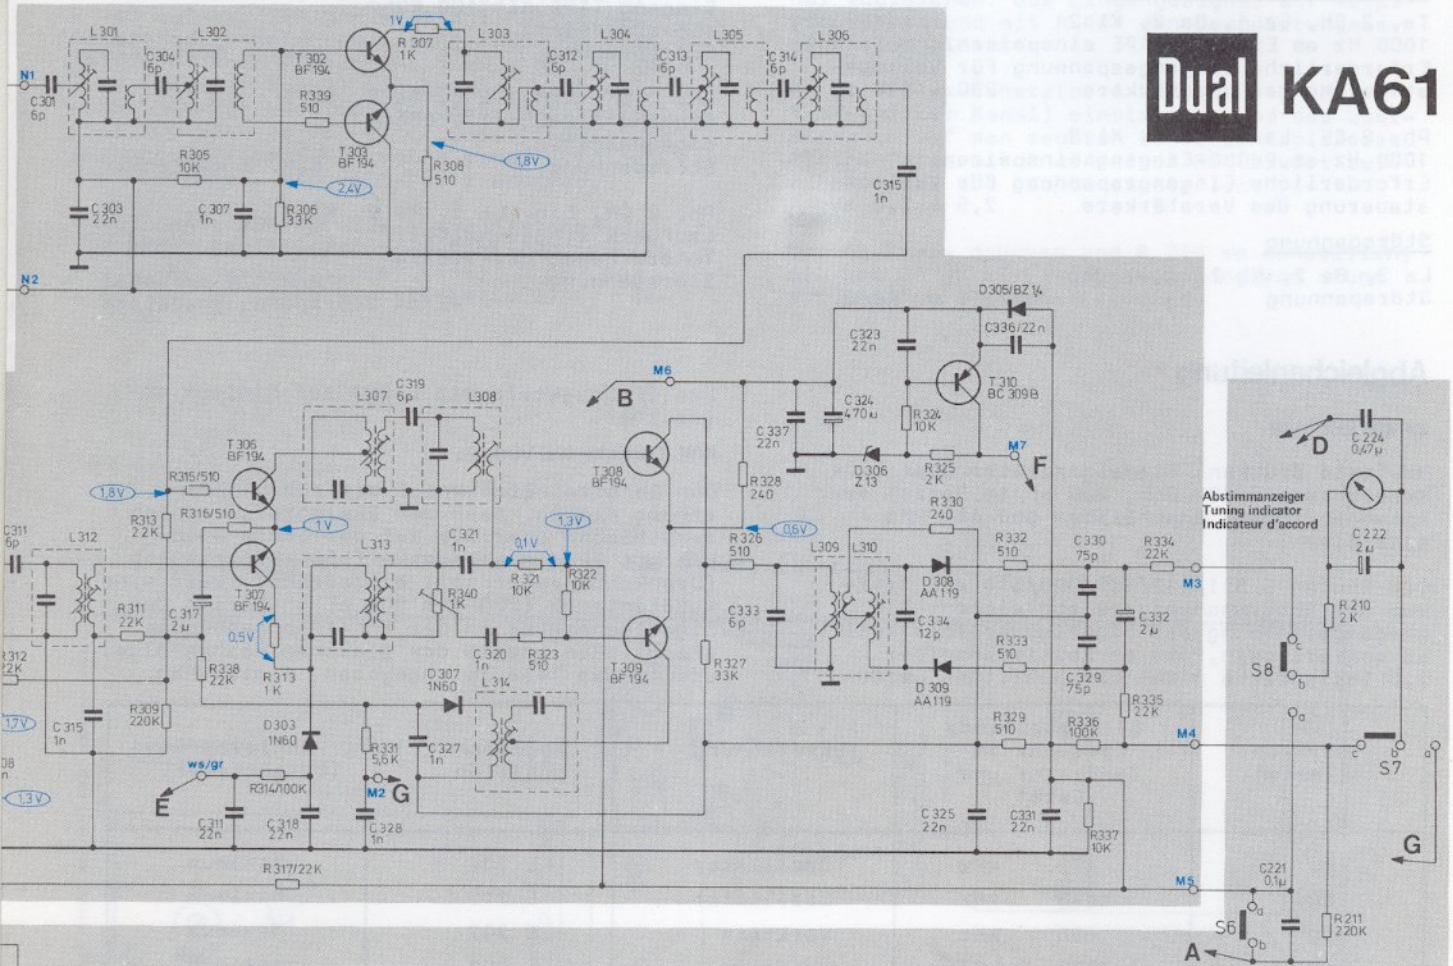 Dual KA61
L301
L302
C304
6p
N1
C301
6p
T302
BF194
R339
510
T303
BF194
1V
R307
1K
L303
C312
6p
L304
C313
6p
L305
C314
6p
L306
R305
10K
2,4V
R308
510
1,8V
C303
22n
C307
1n
R306
33K
C315
1n
N2
D305/BZ1/4
C336/22n
C323
22n
T310
BC309B
M6
B
C324
470µ
R324
10K
C337
22n
D306
Z13
R325
2K
M7
F
R330
240
C319
6p
L307
L308
T306
BF194
R315/510
1,8V
R316/510
1V
R313
22K
T308
BF194
R328
240
0,6V
R326
510
L309
L310
D308
AA119
R332
510
C330
75p
R334
22K
M3
C311
6p
L312
R311
22K
C317
2µ
T307
BF194
0,5V
R313
1K
R338
22K
L313
C321
1n
0,1V
R321
10K
1,3V
R322
10K
R340
1K
C320
1n
R323
510
T309
BF194
C333
6p
C334
12p
D309
AA119
R333
510
C329
75p
C332
2µ
R327
33K
R312
22K
1,7V
C315
1n
R309
220K
D303
1N60
D307
1N60
L314
R331
5,6K
C327
1n
M2
G
C328
1n
R329
510
R336
100K
R335
22K
M4
ws/gr
E
R314/100K
C311
22n
C318
22n
1,3V
R317/22K
C325
22n
C331
22n
R337
10K
M5
D
C224
0,47µ
Abstimmanzeiger
Tuning indicator
Indicateur d'accord
C222
2µ
R210
2K
S8
c
b
a
c
b
a
S7
G
C221
0,1µ
S6
a
b
A
R211
220K